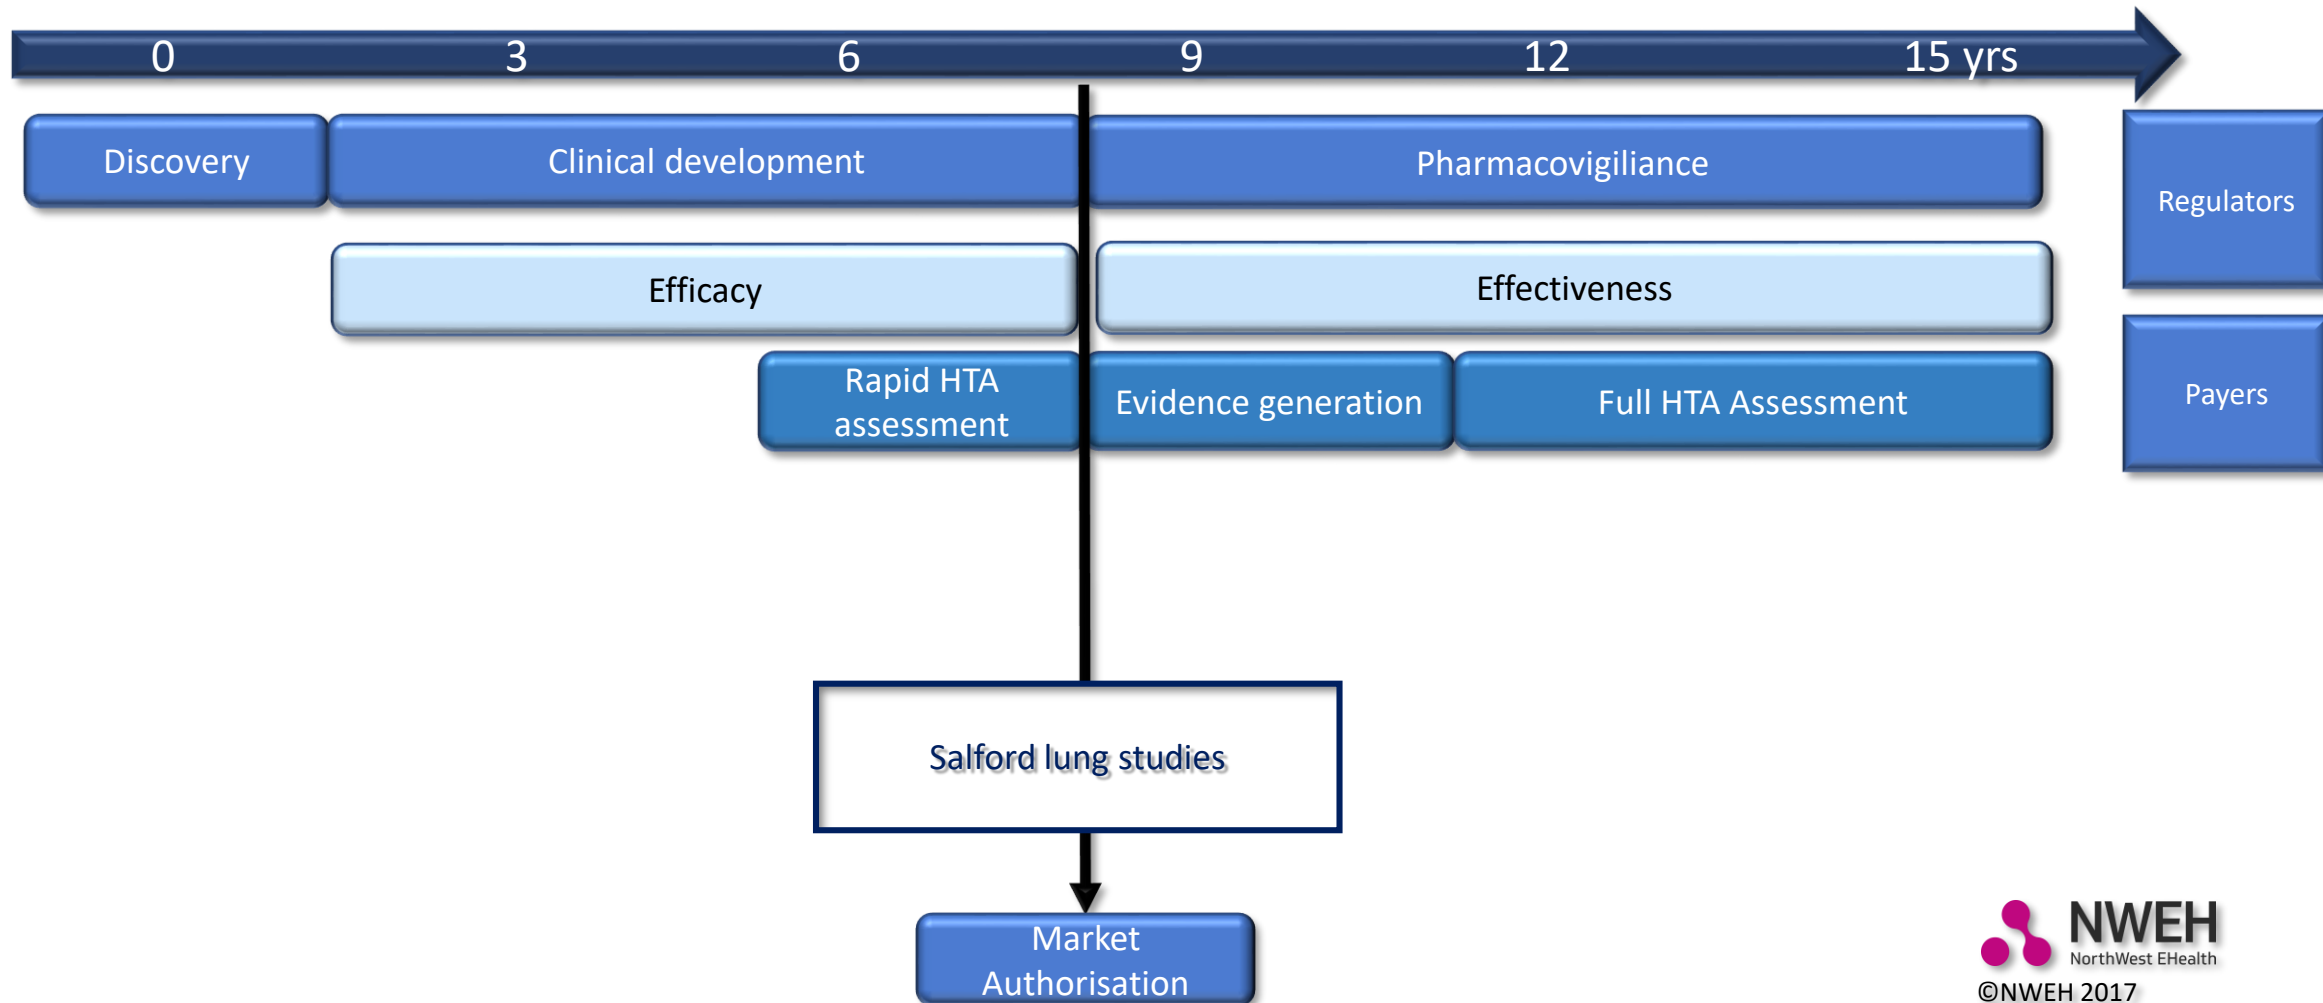 0 3 6 9 12 15 yrs
Discovery
Clinical development
Pharmacovigiliance
Regulators
Efficacy
Effectiveness
Rapid HTA
assessment
Evidence generation
Full HTA Assessment
Payers
Salford lung studies
Market
Authorisation
NWEH
NorthWest EHealth
©NWEH 2017